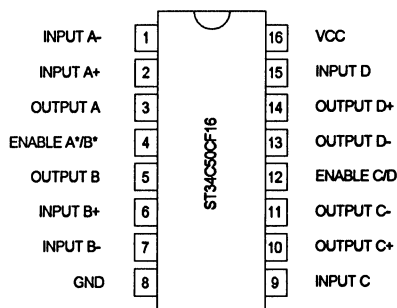 INPUT A- 1 16 VCC
INPUT A+ 2 15 INPUT D
OUTPUT A 3 14 OUTPUT D+
ENABLE A*/B* 4 13 OUTPUT D-
OUTPUT B 5 12 ENABLE C/D
INPUT B+ 6 11 OUTPUT C-
INPUT B- 7 10 OUTPUT C+
GND 8 9 INPUT C
ST34C50CF16